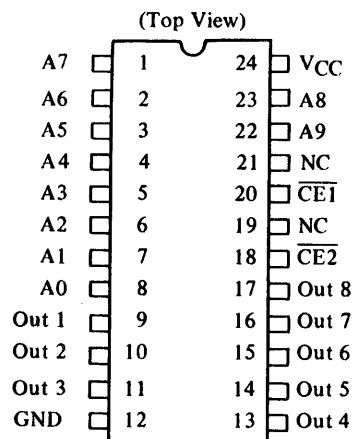 (Top View)
A7 1 24 VCC
A6 2 23 A8
A5 3 22 A9
A4 4 21 NC
A3 5 20 CE1
A2 6 19 NC
A1 7 18 CE2
A0 8 17 Out 8
Out 1 9 16 Out 7
Out 2 10 15 Out 6
Out 3 11 14 Out 5
GND 12 13 Out 4